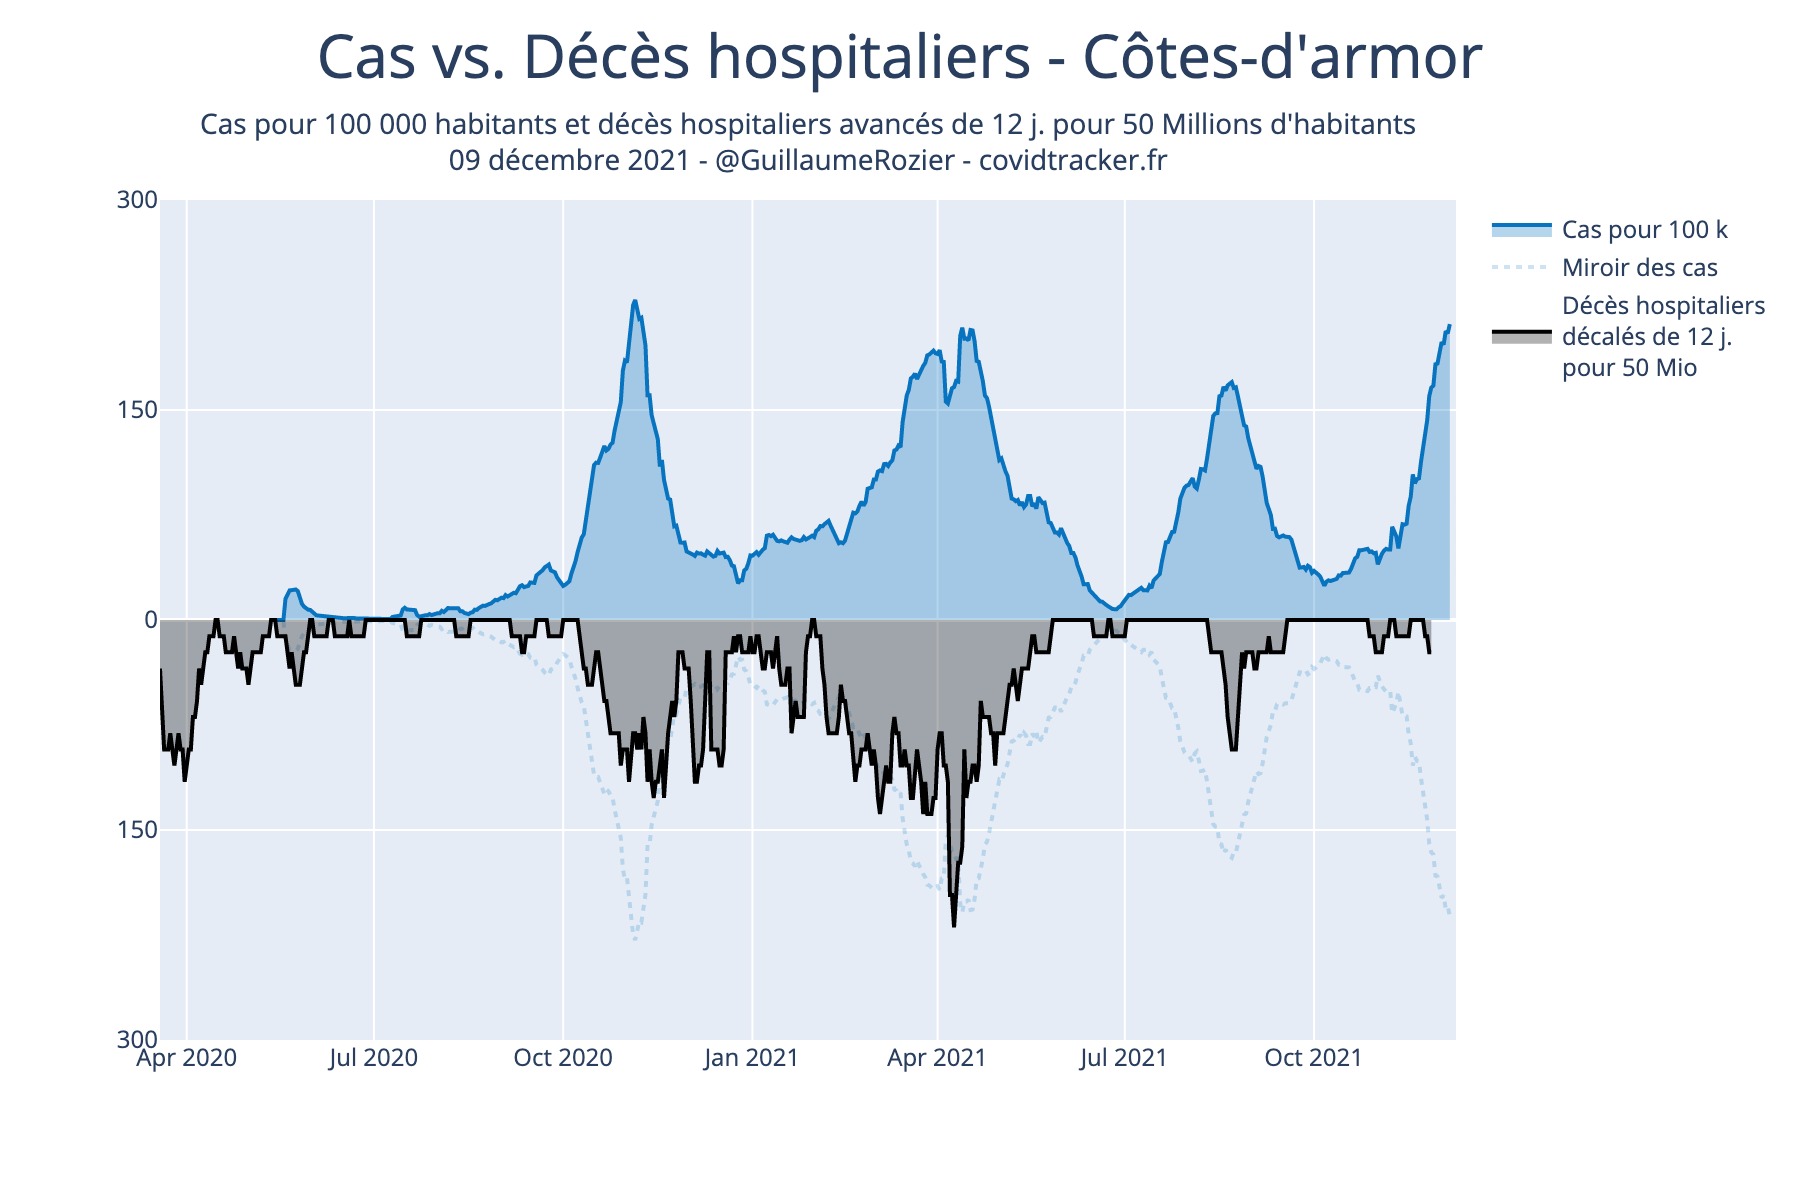 Cas vs. Décès hospitaliers - Côtes-d'armor
Cas pour 100 000 habitants et décès hospitaliers avancés de 12 j. pour 50 Millions d'habitants
09 décembre 2021 - @GuillaumeRozier - covidtracker.fr
300
150
0
150
300
Apr 2020
Jul 2020
Oct 2020
Jan 2021
Apr 2021
Jul 2021
Oct 2021
Cas pour 100 k
Miroir des cas
Décès hospitaliers
décalés de 12 j.
pour 50 Mio